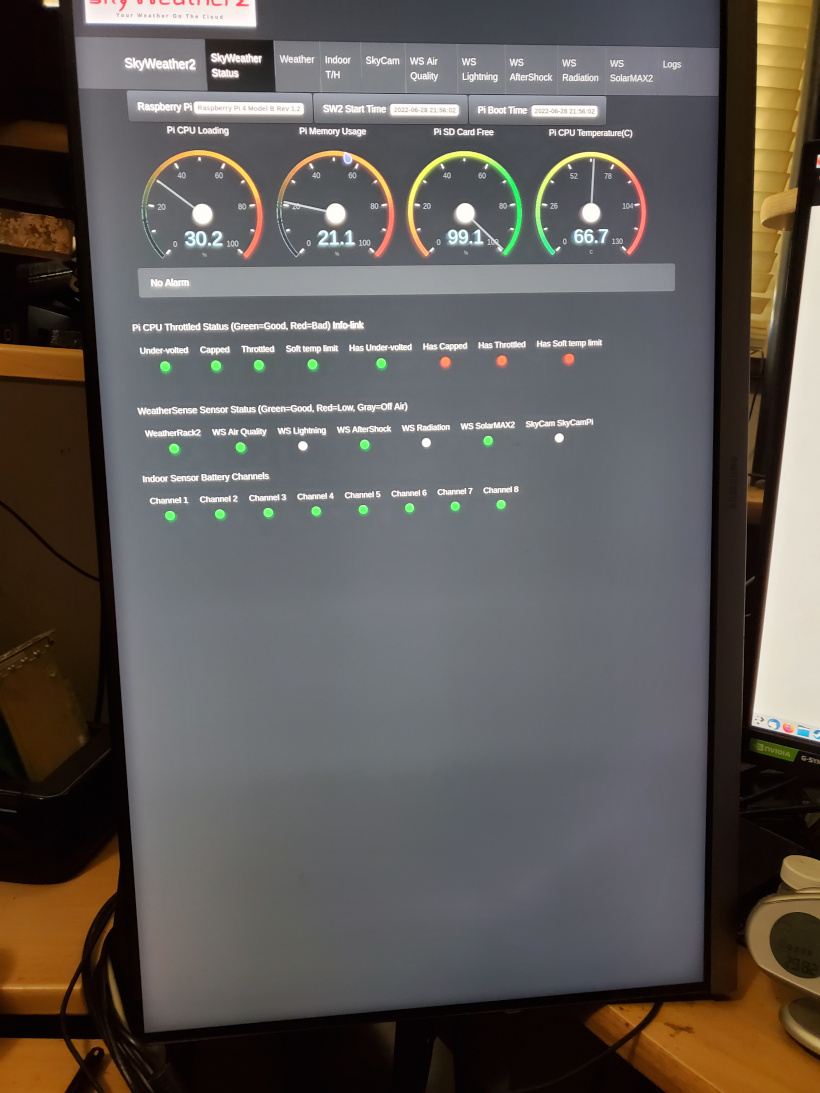 SkyWeather2
Your Weather On The Cloud
SkyWeather2
SkyWeather
Status
Weather
Indoor
T/H
SkyCam
WS Air
Quality
WS
Lightning
WS
AfterShock
WS
Radiation
WS
SolarMAX2
Logs
Raspberry Pi Raspberry Pi 4 Model B Rev 1.2
SW2 Start Time 2022-06-28 21:56:02
Pi Boot Time 2022-06-28 21:56:02
Pi CPU Loading
Pi Memory Usage
Pi SD Card Free
Pi CPU Temperature(C)
0 20 40 60 80 100
30.2
%
0 20 40 60 80 100
21.1
%
0 20 40 60 80 100
99.1
%
0 26 52 78 104 130
66.7
C
No Alarm
Pi CPU Throttled Status (Green=Good, Red=Bad) Info-link
Under-volted Capped Throttled Soft temp limit Has Under-volted Has Capped Has Throttled Has Soft temp limit
WeatherSense Sensor Status (Green=Good, Red=Low, Gray=Off Air)
WeatherRack2 WS Air Quality WS Lightning WS AfterShock WS Radiation WS SolarMAX2 SkyCam SkyCamPi
Indoor Sensor Battery Channels
Channel 1 Channel 2 Channel 3 Channel 4 Channel 5 Channel 6 Channel 7 Channel 8
SAMSUNG
NVIDIA